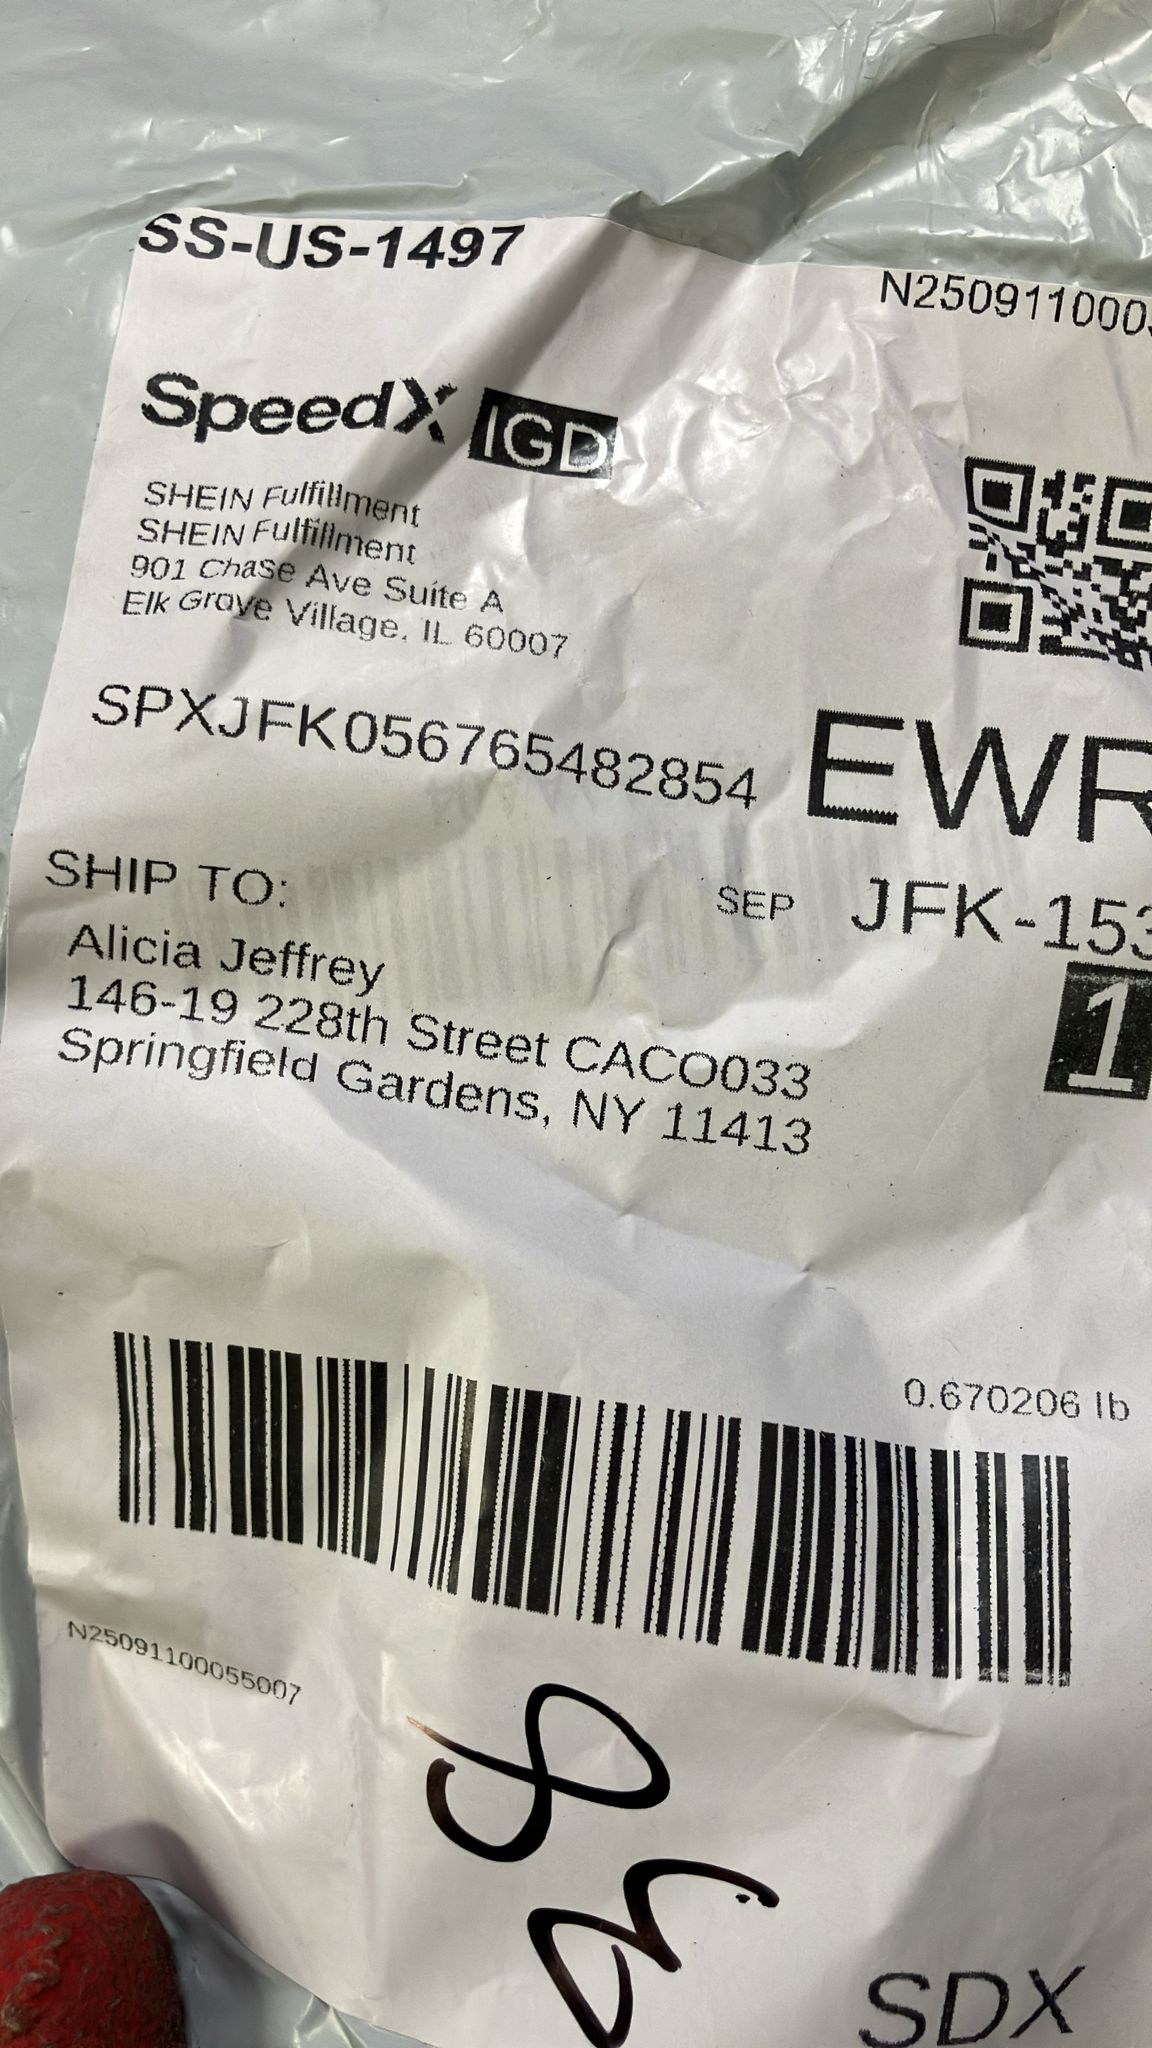 SS-US-1497
N2509110003
SpeedX IGD
SHEIN Fulfillment
SHEIN Fulfillment
901 Chase Ave Suite A
Elk Grove Village, IL 60007
SPXJFK056765482854
EWR
SHIP TO:
SEP JFK-153
1
Alicia Jeffrey
146-19 228th Street CACO033
Springfield Gardens, NY 11413
0.670206 lb
N25091100055007
SDX